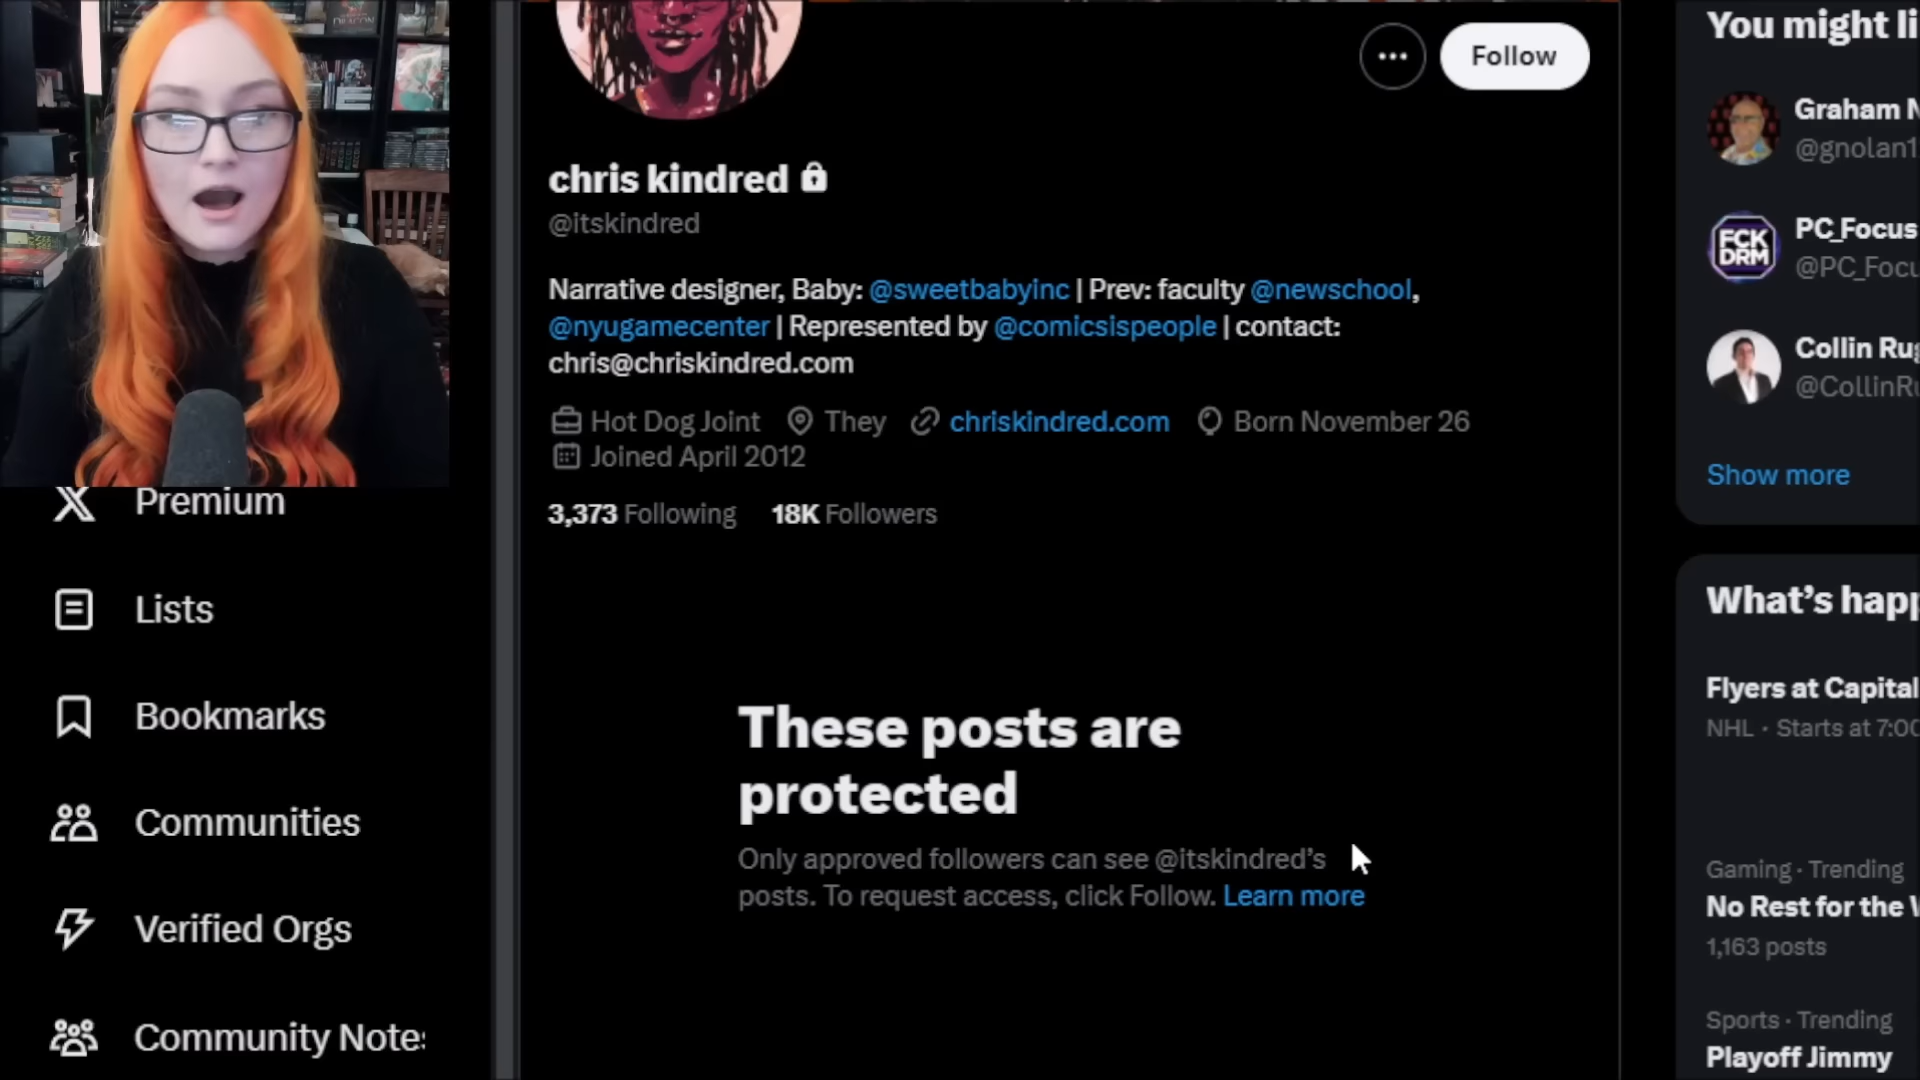 Follow
chris kindred
@itskindred
Narrative designer, Baby: @sweetbabyinc | Prev: faculty @newschool,
@nyugamecenter | Represented by @comicsispeople | contact:
chris@chriskindred.com
Hot Dog Joint They chriskindred.com Born November 26
Joined April 2012
3,373 Following 18K Followers
These posts are
protected
Only approved followers can see @itskindred's
posts. To request access, click Follow. Learn more
Premium
Lists
Bookmarks
Communities
Verified Orgs
Community Notes
You might li
Graham N
@gnolan1
FCK
DRM
PC_Focus
@PC_Focu
Collin Rug
@CollinRu
Show more
What's happ
Flyers at Capital
NHL · Starts at 7:00
Gaming · Trending
No Rest for the W
1,163 posts
Sports · Trending
Playoff Jimmy